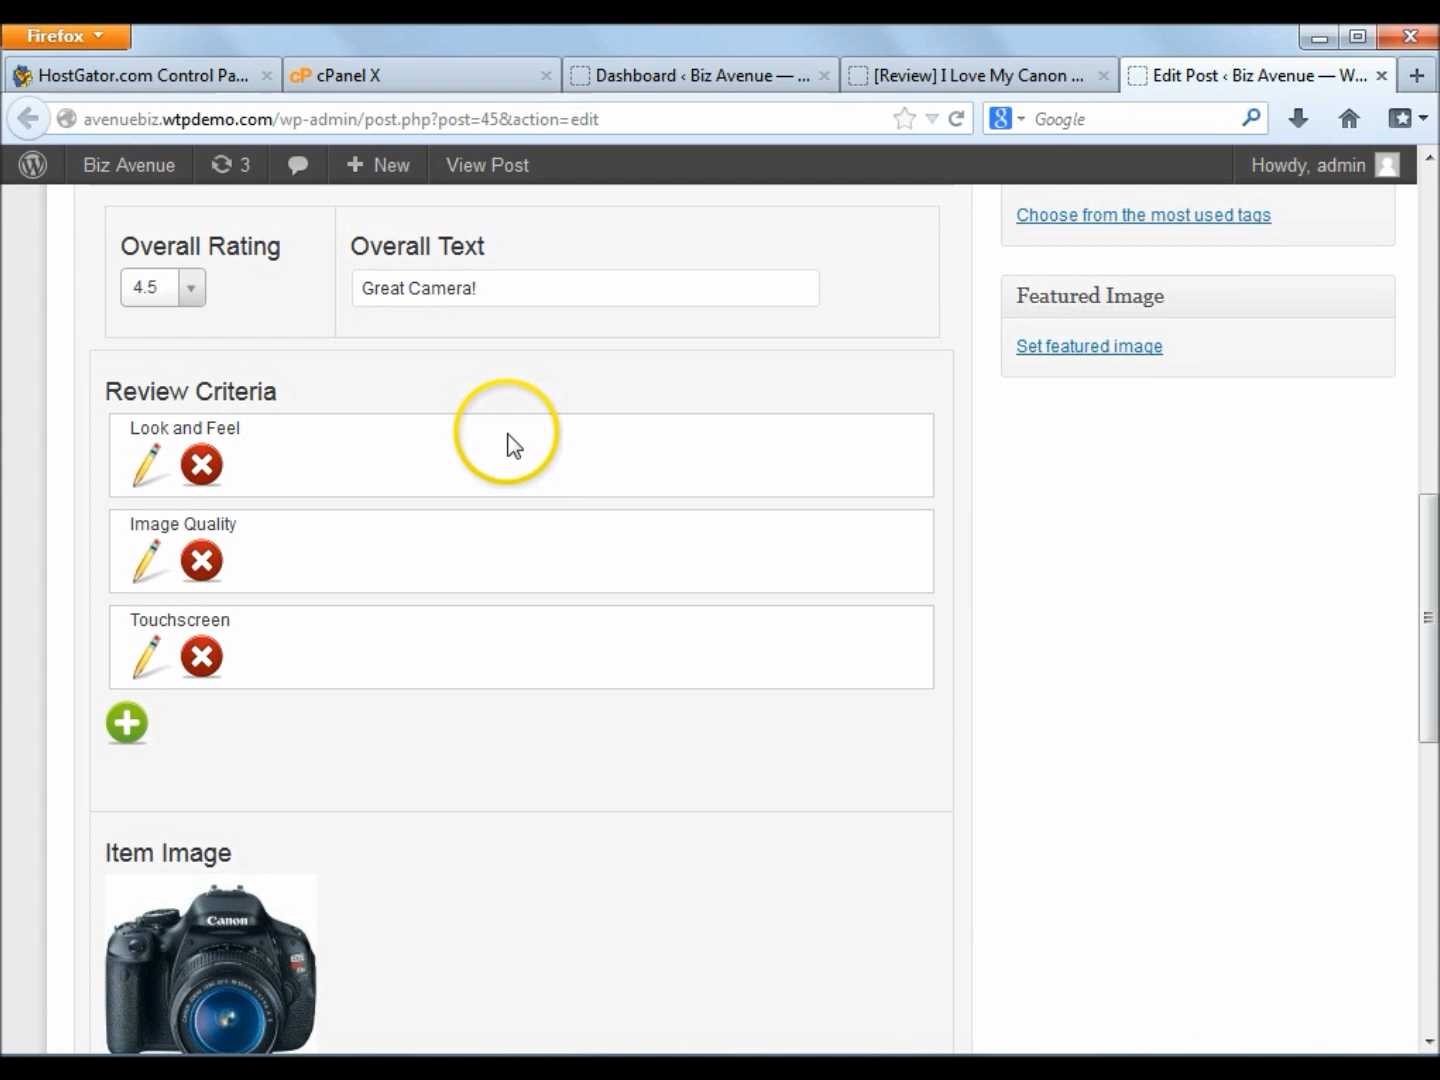 Firefox
HostGator.com Control Pa...
cP cPanel X
Dashboard ‹ Biz Avenue — ...
[Review] I Love My Canon ...
Edit Post ‹ Biz Avenue — W...
avenuebiz.wtpdemo.com/wp-admin/post.php?post=45&action=edit
8 Google
Biz Avenue
3
New
View Post
Howdy, admin
Choose from the most used tags
Overall Rating
Overall Text
4.5
Great Camera!
Featured Image
Set featured image
Review Criteria
Look and Feel
Image Quality
Touchscreen
Item Image
Canon